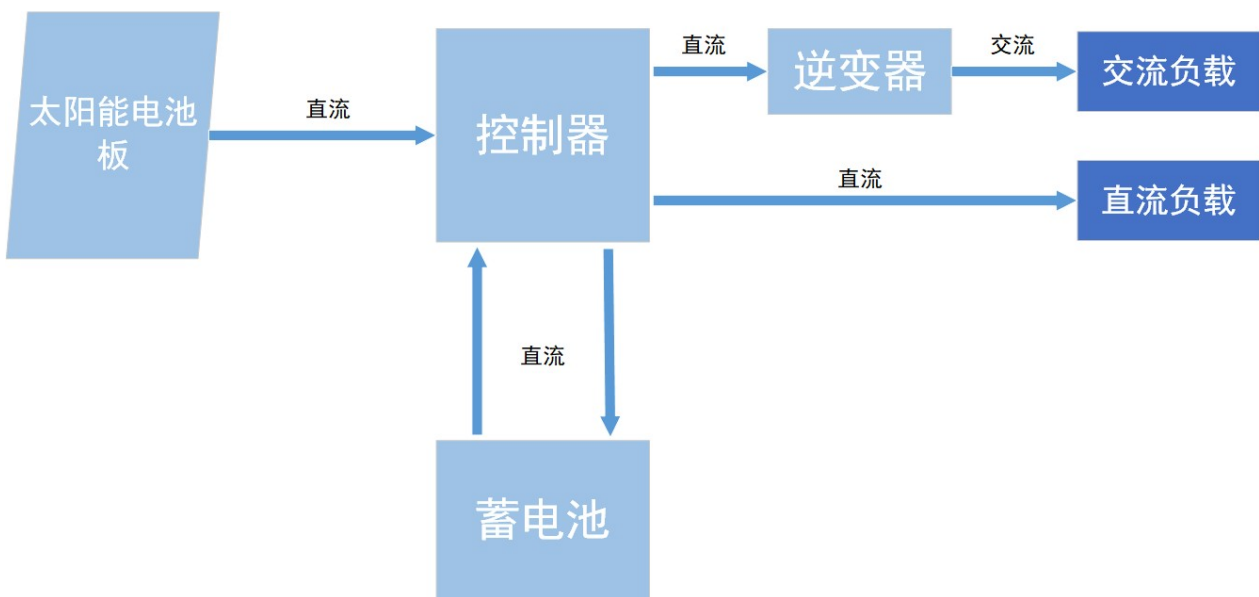 太阳能电池
板
直流
控制器
直流
逆变器
交流
交流负载
直流
直流负载
直流
蓄电池